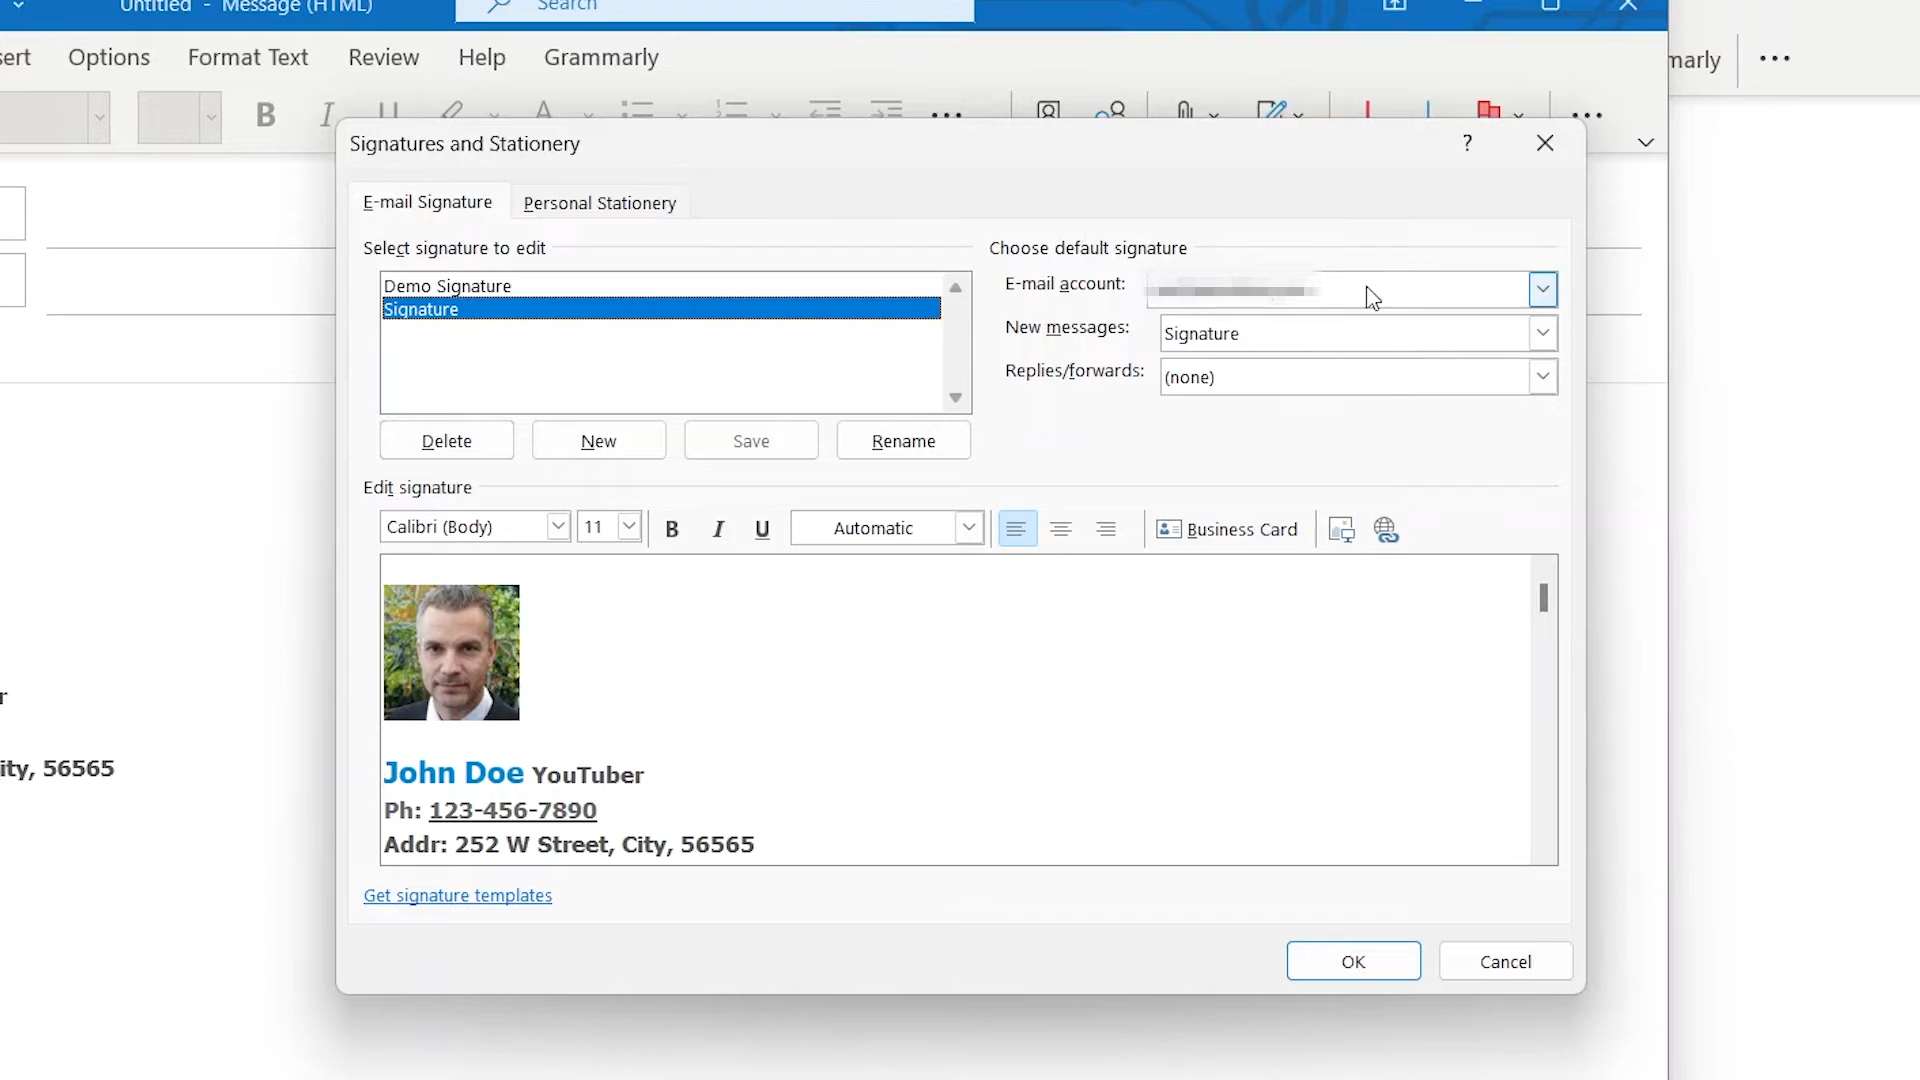 Untitled - Message (HTML)
Search
sert Options Format Text Review Help Grammarly
marly
B I U A
Signatures and Stationery ?
E-mail Signature Personal Stationery
Select signature to edit
Demo Signature
Signature
Delete New Save Rename
Choose default signature
E-mail account:
New messages: Signature
Replies/forwards: (none)
Edit signature
Calibri (Body) 11 B I U Automatic Business Card
John Doe YouTuber
Ph: 123-456-7890
Addr: 252 W Street, City, 56565
Get signature templates
OK Cancel
r
ity, 56565